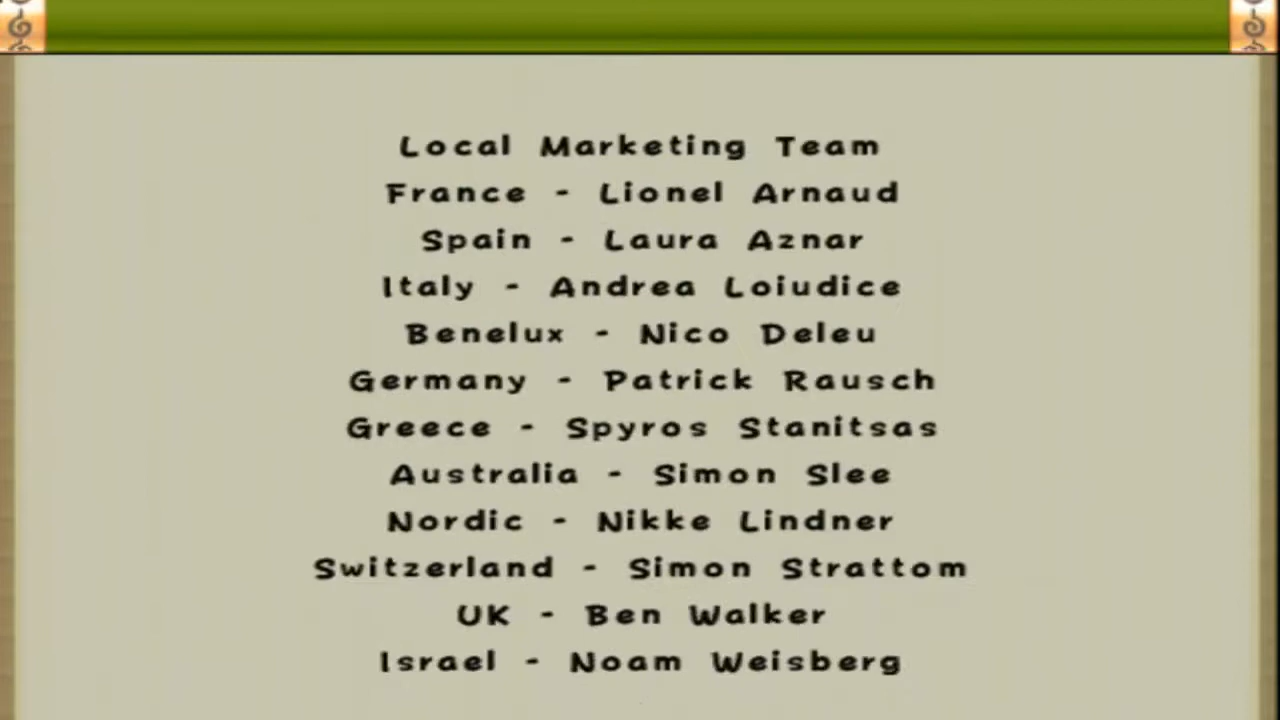 Local Marketing Team
France - Lionel Arnaud
Spain - Laura Aznar
Italy - Andrea Loiudice
Benelux - Nico Deleu
Germany - Patrick Rausch
Greece - Spyros Stanitsas
Australia - Simon Slee
Nordic - Nikke Lindner
Switzerland - Simon Strattom
UK - Ben Walker
Israel - Noam Weisberg